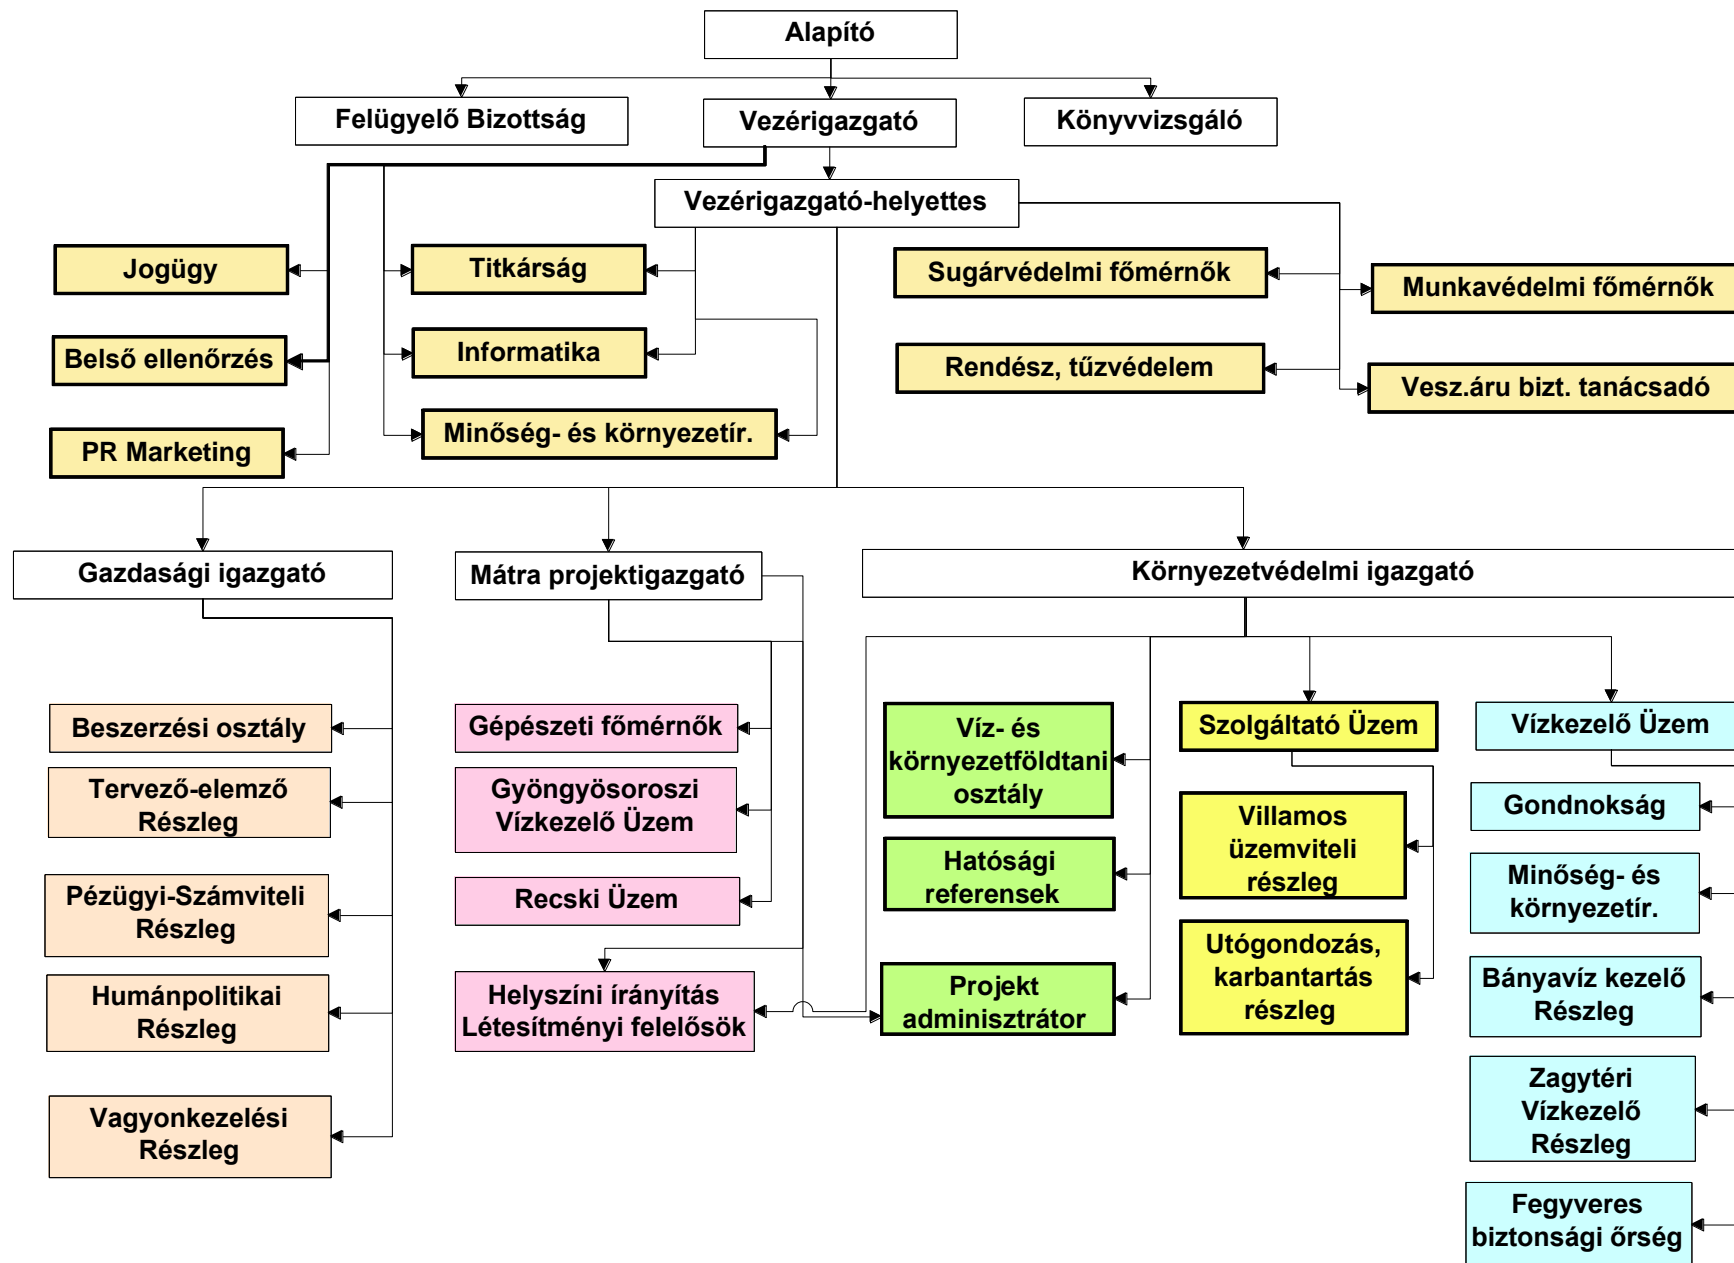 Alapító
Felügyelő Bizottság
Vezérigazgató
Könyvvizsgáló
Vezérigazgató-helyettes
Jogügy
Titkárság
Sugárvédelmi főmérnők
Munkavédelmi főmérnők
Belső ellenőrzés
Informatika
Rendész, tűzvédelem
Vesz.áru bizt. tanácsadó
PR Marketing
Minőség- és környezetír.
Gazdasági igazgató
Mátra projektigazgató
Környezetvédelmi igazgató
Beszerzési osztály
Tervező-elemző
Részleg
Pézügyi-Számviteli
Részleg
Humánpolitikai
Részleg
Vagyonkezelési
Részleg
Gépészeti főmérnők
Gyöngyösoroszi
Vízkezelő Üzem
Recski Üzem
Helyszíni írányítás
Létesítményi felelősök
Víz- és
környezetföldtani
osztály
Hatósági
referensek
Projekt
adminisztrátor
Szolgáltató Üzem
Villamos
üzemviteli
részleg
Utógondozás,
karbantartás
részleg
Vízkezelő Üzem
Gondnokság
Minőség- és
környezetír.
Bányavíz kezelő
Részleg
Zagytéri
Vízkezelő
Részleg
Fegyveres
biztonsági őrség